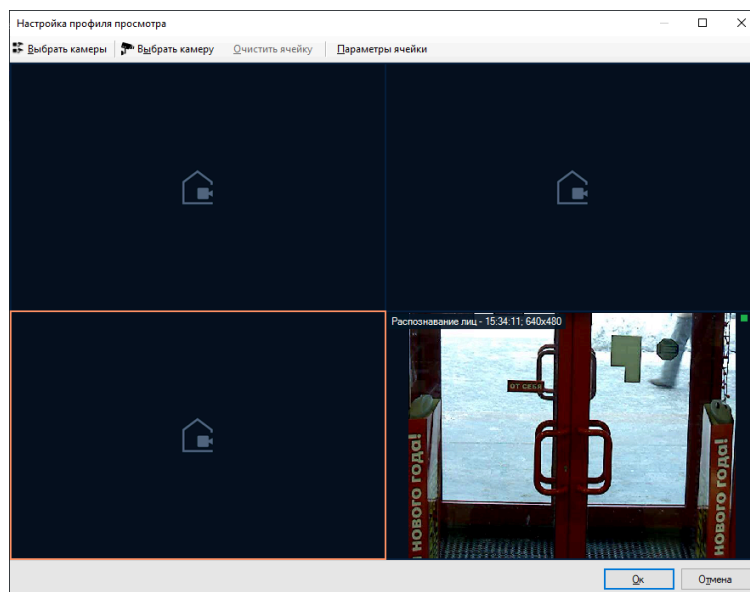 Настройка профиля просмотра
Выбрать камеры Выбрать камеру Очистить ячейку Параметры ячейки
Распознавание лиц - 15:34:11; 640x480
ОТ СЕБЯ
НОВОГО ГОДА!
НОВОГО ГОДА!
Ок Отмена